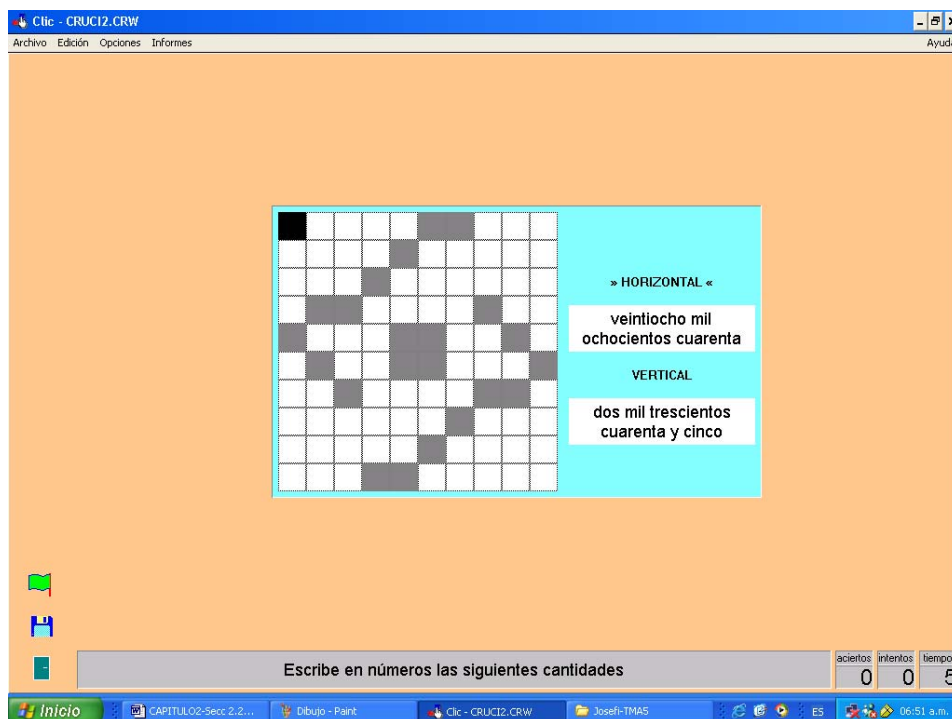 Clic - CRUCI2.CRW
Archivo Edición Opciones Informes Ayuda
» HORIZONTAL «
veintiocho mil
ochocientos cuarenta
VERTICAL
dos mil trescientos
cuarenta y cinco
Escribe en números las siguientes cantidades
aciertos intentos tiempo
0 0 5
Inicio CAPITULO2-Secc 2.2... Dibujo - Paint Clic - CRUCI2.CRW Josefi-TMA5 ES 06:51 a.m.